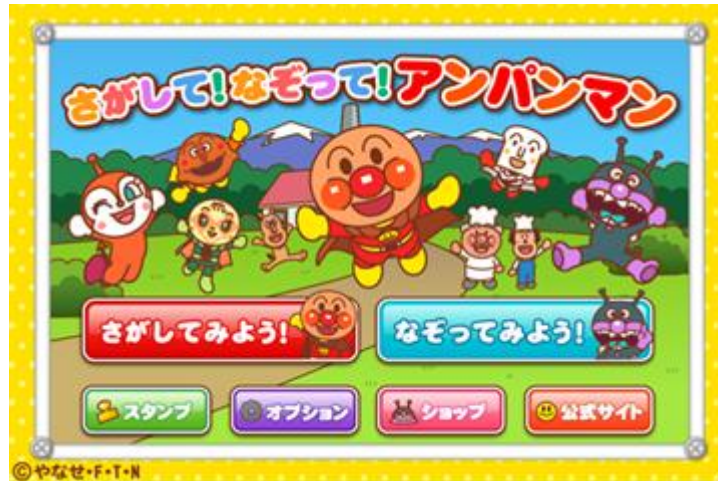 さがして!なぞって!アンパンマン
さがしてみよう!
なぞってみよう!
スタンプ
オプション
ショップ
公式サイト
©やなせ・F・T・N